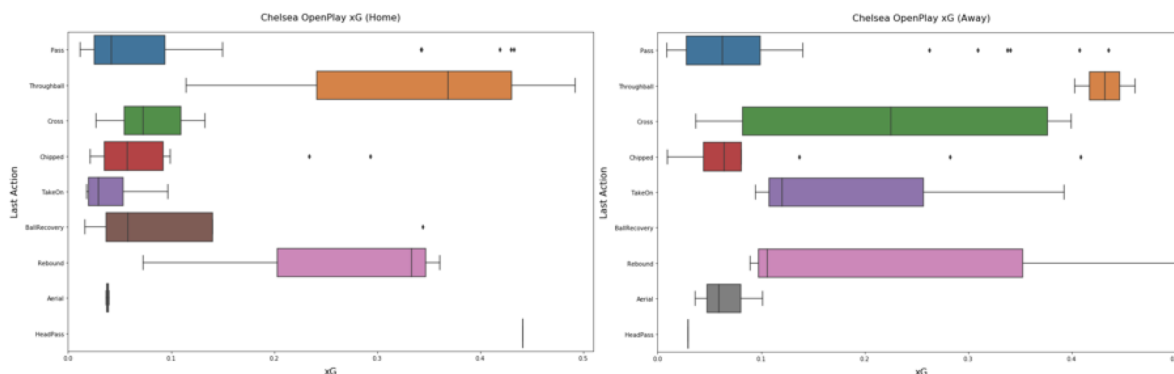 Chelsea OpenPlay xG (Home)
Last Action
Pass
Throughball
Cross
Chipped
TakeOn
BallRecovery
Rebound
Aerial
HeadPass
0.0 0.1 0.2 0.3 0.4 0.5
xG
Chelsea OpenPlay xG (Away)
Last Action
Pass
Throughball
Cross
Chipped
TakeOn
BallRecovery
Rebound
Aerial
HeadPass
0.0 0.1 0.2 0.3 0.4
xG